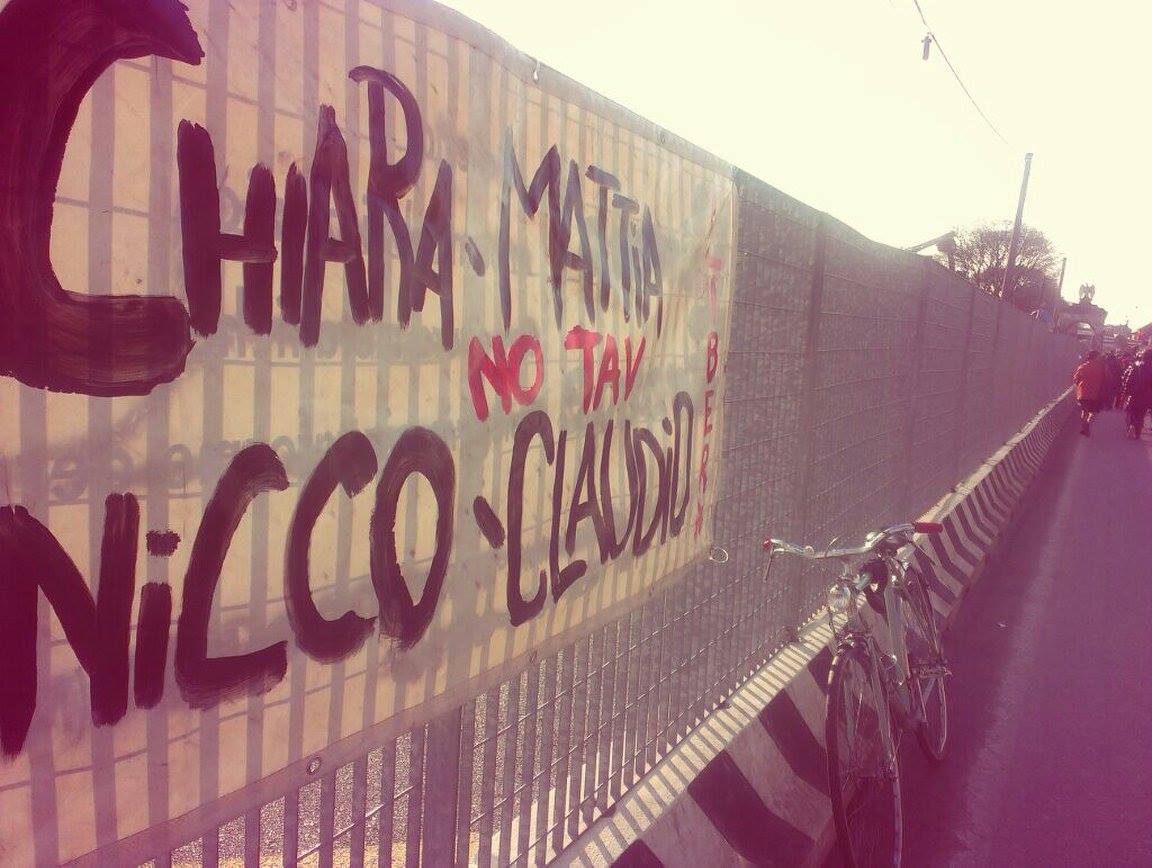 CHIARA · MATTiA
NO TAV
NiCCO · CLAUDiO